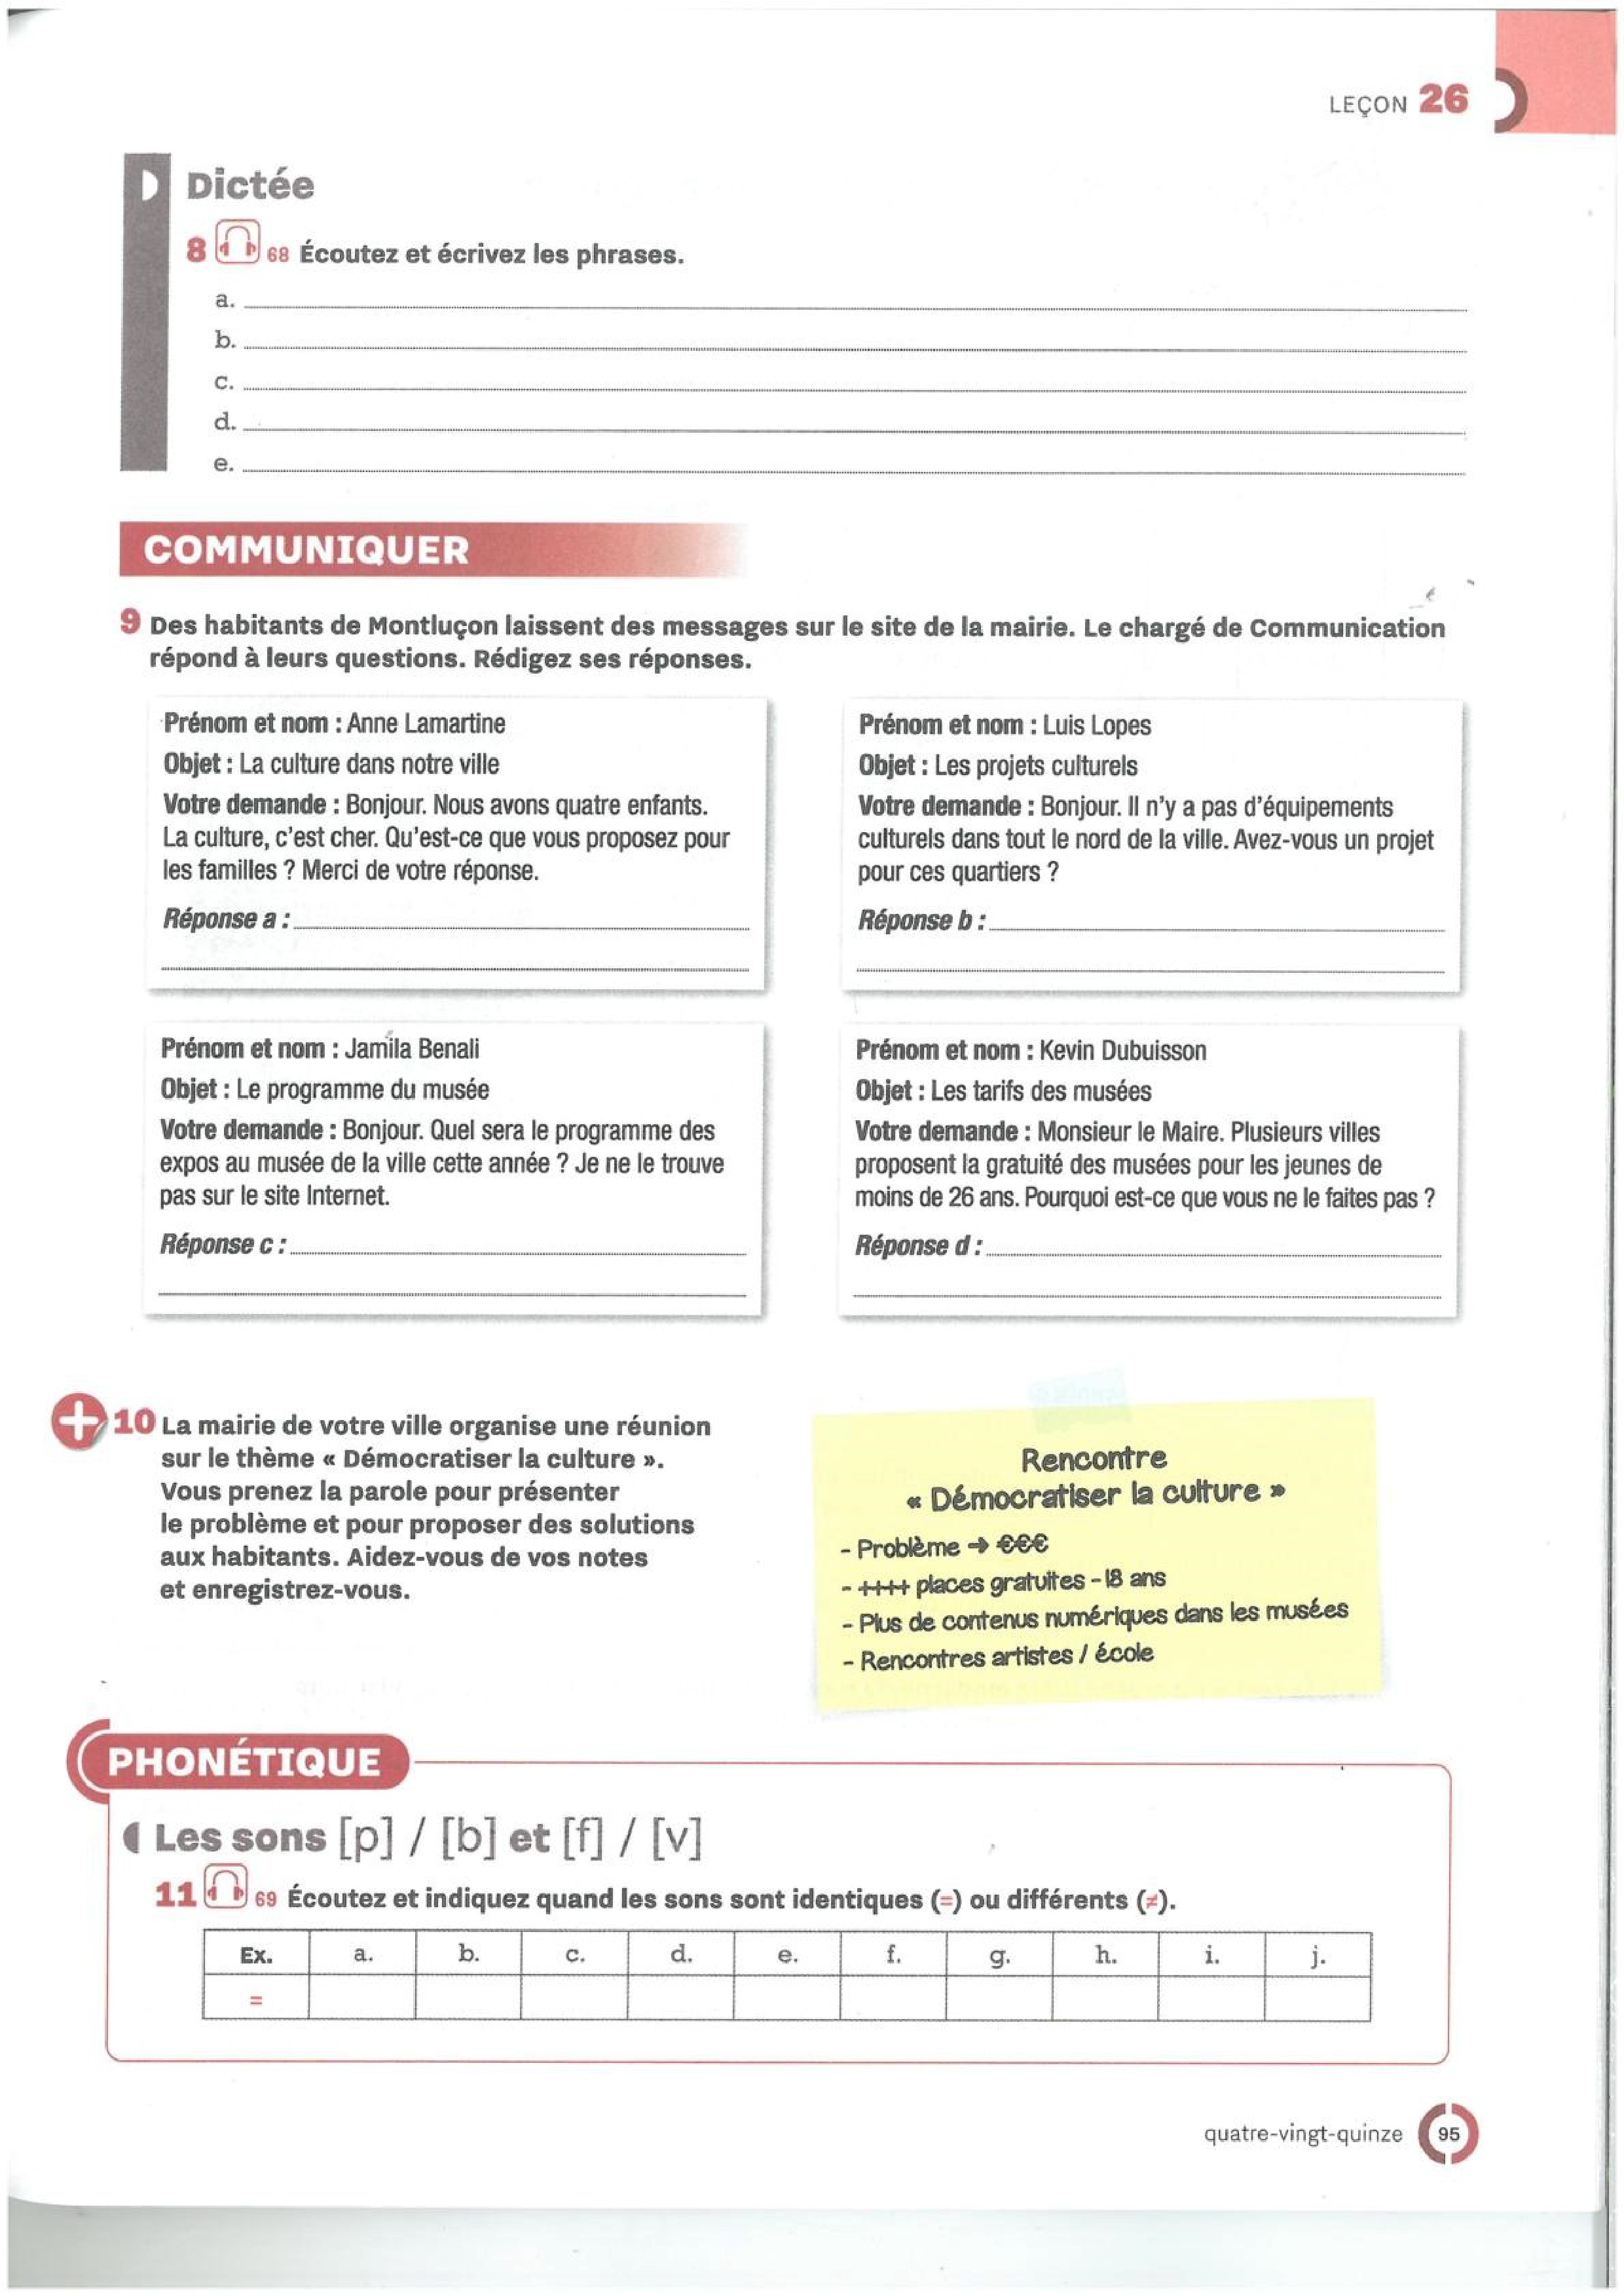 LEÇON 26
Dictée
8 68 Écoutez et écrivez les phrases.
a.
b.
c.
d.
e.
COMMUNIQUER
9 Des habitants de Montluçon laissent des messages sur le site de la mairie. Le chargé de Communication
répond à leurs questions. Rédigez ses réponses.
Prénom et nom : Anne Lamartine
Objet : La culture dans notre ville
Votre demande : Bonjour. Nous avons quatre enfants.
La culture, c'est cher. Qu'est-ce que vous proposez pour
les familles ? Merci de votre réponse.
Réponse a :
Prénom et nom : Luis Lopes
Objet : Les projets culturels
Votre demande : Bonjour. Il n'y a pas d'équipements
culturels dans tout le nord de la ville. Avez-vous un projet
pour ces quartiers ?
Réponse b :
Prénom et nom : Jamila Benali
Objet : Le programme du musée
Votre demande : Bonjour. Quel sera le programme des
expos au musée de la ville cette année ? Je ne le trouve
pas sur le site Internet.
Réponse c :
Prénom et nom : Kevin Dubuisson
Objet : Les tarifs des musées
Votre demande : Monsieur le Maire. Plusieurs villes
proposent la gratuité des musées pour les jeunes de
moins de 26 ans. Pourquoi est-ce que vous ne le faites pas ?
Réponse d :
10 La mairie de votre ville organise une réunion
sur le thème « Démocratiser la culture ».
Vous prenez la parole pour présenter
le problème et pour proposer des solutions
aux habitants. Aidez-vous de vos notes
et enregistrez-vous.
Rencontre
« Démocratiser la culture »
- Problème → €€€
- ++++ places gratuites - 18 ans
- Plus de contenus numériques dans les musées
- Rencontres artistes / école
PHONÉTIQUE
Les sons [p] / [b] et [f] / [v]
11 69 Écoutez et indiquez quand les sons sont identiques (=) ou différents (≠).
Ex. a. b. c. d. e. f. g. h. i. j.
=
quatre-vingt-quinze 95